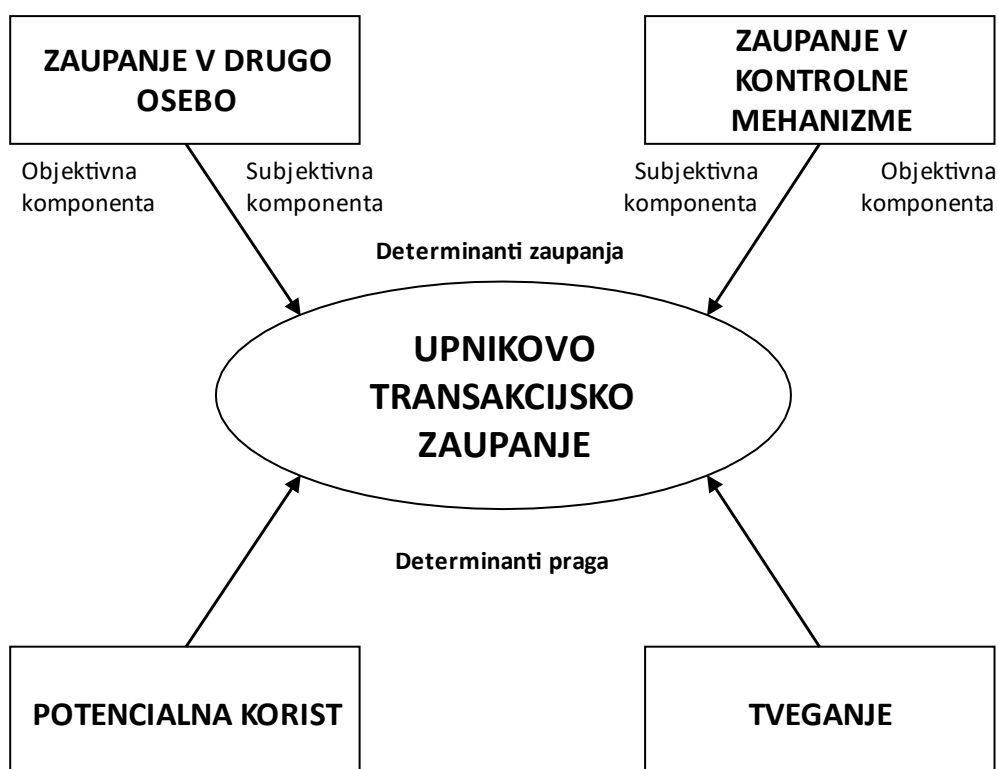 ZAUPANJE V DRUGO
OSEBO
ZAUPANJE V
KONTROLNE
MEHANIZME
Objektivna
komponenta
Subjektivna
komponenta
Subjektivna
komponenta
Objektivna
komponenta
Determinanti zaupanja
UPNIKOVO
TRANSAKCIJSKO
ZAUPANJE
Determinanti praga
POTENCIALNA KORIST
TVEGANJE